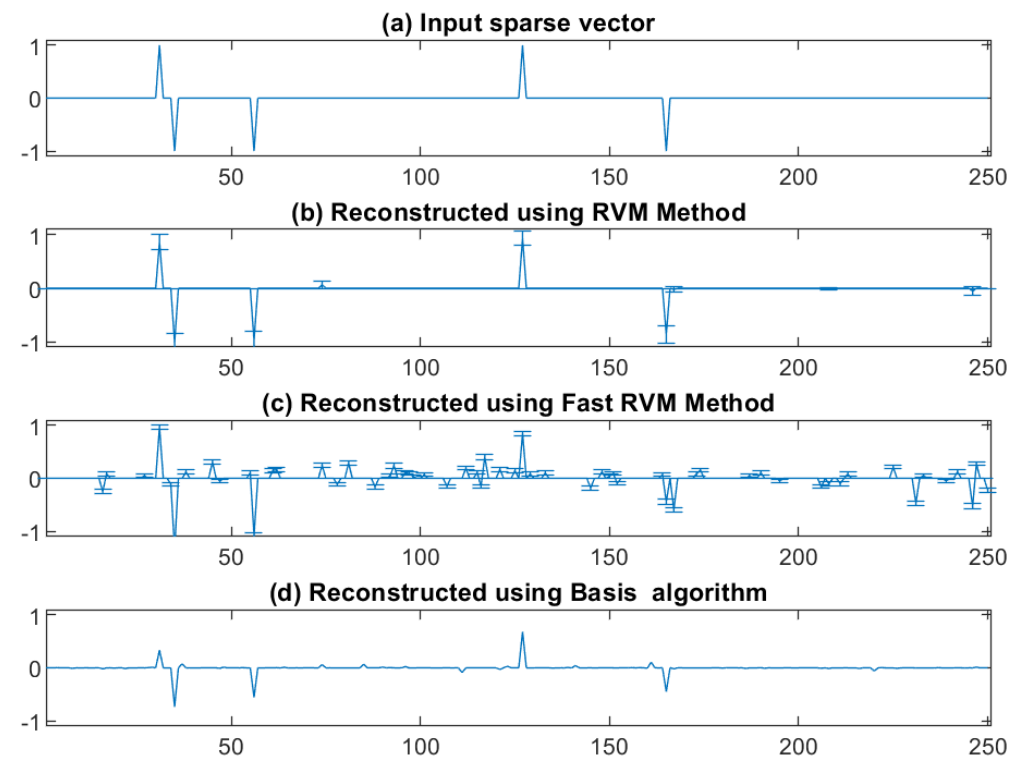 (a) Input sparse vector
1
0
-1
50 100 150 200 250
(b) Reconstructed using RVM Method
1
0
-1
50 100 150 200 250
(c) Reconstructed using Fast RVM Method
1
0
-1
50 100 150 200 250
(d) Reconstructed using Basis  algorithm
1
0
-1
50 100 150 200 250